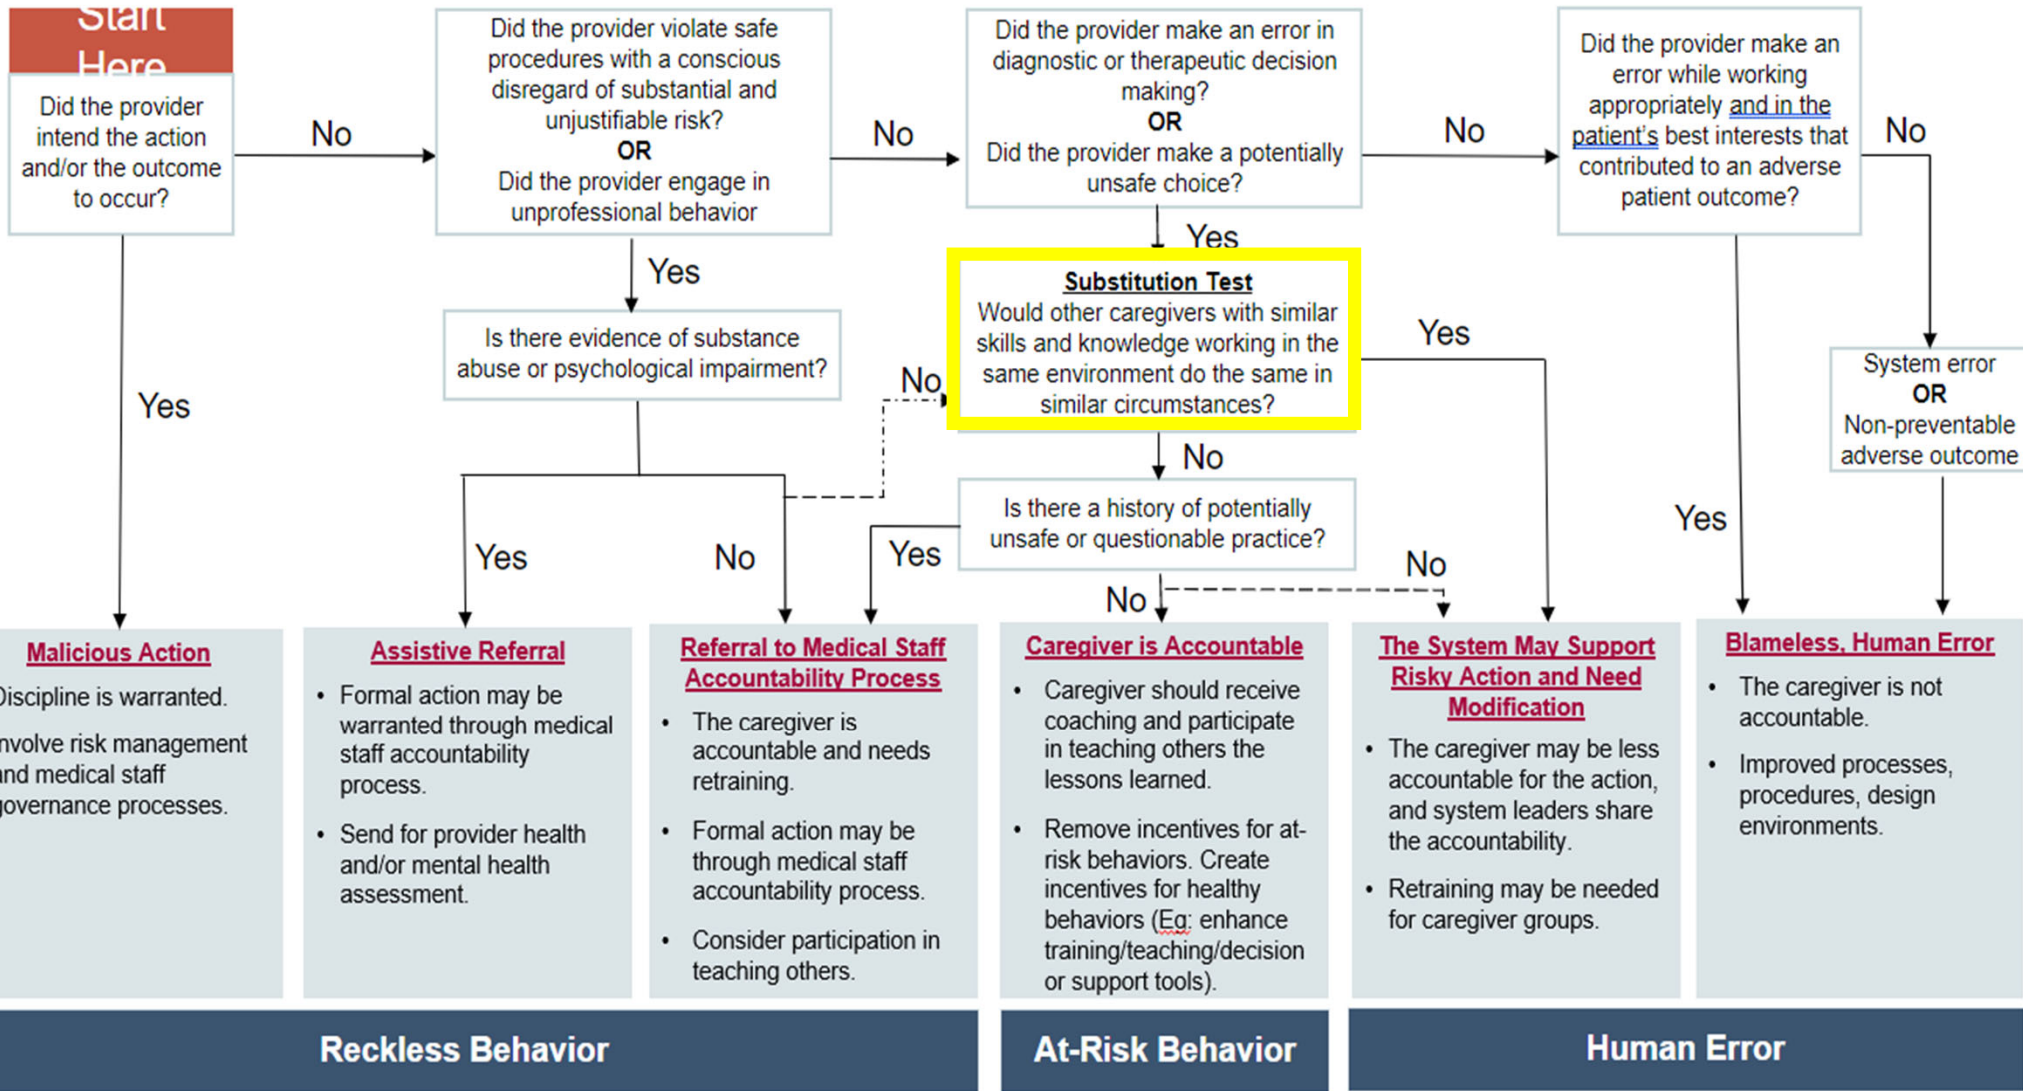 Start
Here
Did the provider
intend the action
and/or the outcome
to occur?
No
Yes
Did the provider violate safe
procedures with a conscious
disregard of substantial and
unjustifiable risk?
OR
Did the provider engage in
unprofessional behavior
No
Yes
Is there evidence of substance
abuse or psychological impairment?
Yes
No
No
Did the provider make an error in
diagnostic or therapeutic decision
making?
OR
Did the provider make a potentially
unsafe choice?
No
Yes
Substitution Test
Would other caregivers with similar
skills and knowledge working in the
same environment do the same in
similar circumstances?
Yes
No
Is there a history of potentially
unsafe or questionable practice?
Yes
No
No
Did the provider make an
error while working
appropriately and in the
patient's best interests that
contributed to an adverse
patient outcome?
No
Yes
System error
OR
Non-preventable
adverse outcome
Malicious Action
Discipline is warranted.
nvolve risk management
and medical staff
governance processes.
Assistive Referral
• Formal action may be
warranted through medical
staff accountability
process.
• Send for provider health
and/or mental health
assessment.
Referral to Medical Staff
Accountability Process
• The caregiver is
accountable and needs
retraining.
• Formal action may be
through medical staff
accountability process.
• Consider participation in
teaching others.
Caregiver is Accountable
• Caregiver should receive
coaching and participate
in teaching others the
lessons learned.
• Remove incentives for at-
risk behaviors. Create
incentives for healthy
behaviors (Eg: enhance
training/teaching/decision
or support tools).
The System May Support
Risky Action and Need
Modification
• The caregiver may be less
accountable for the action,
and system leaders share
the accountability.
• Retraining may be needed
for caregiver groups.
Blameless, Human Error
• The caregiver is not
accountable.
• Improved processes,
procedures, design
environments.
Reckless Behavior
At-Risk Behavior
Human Error